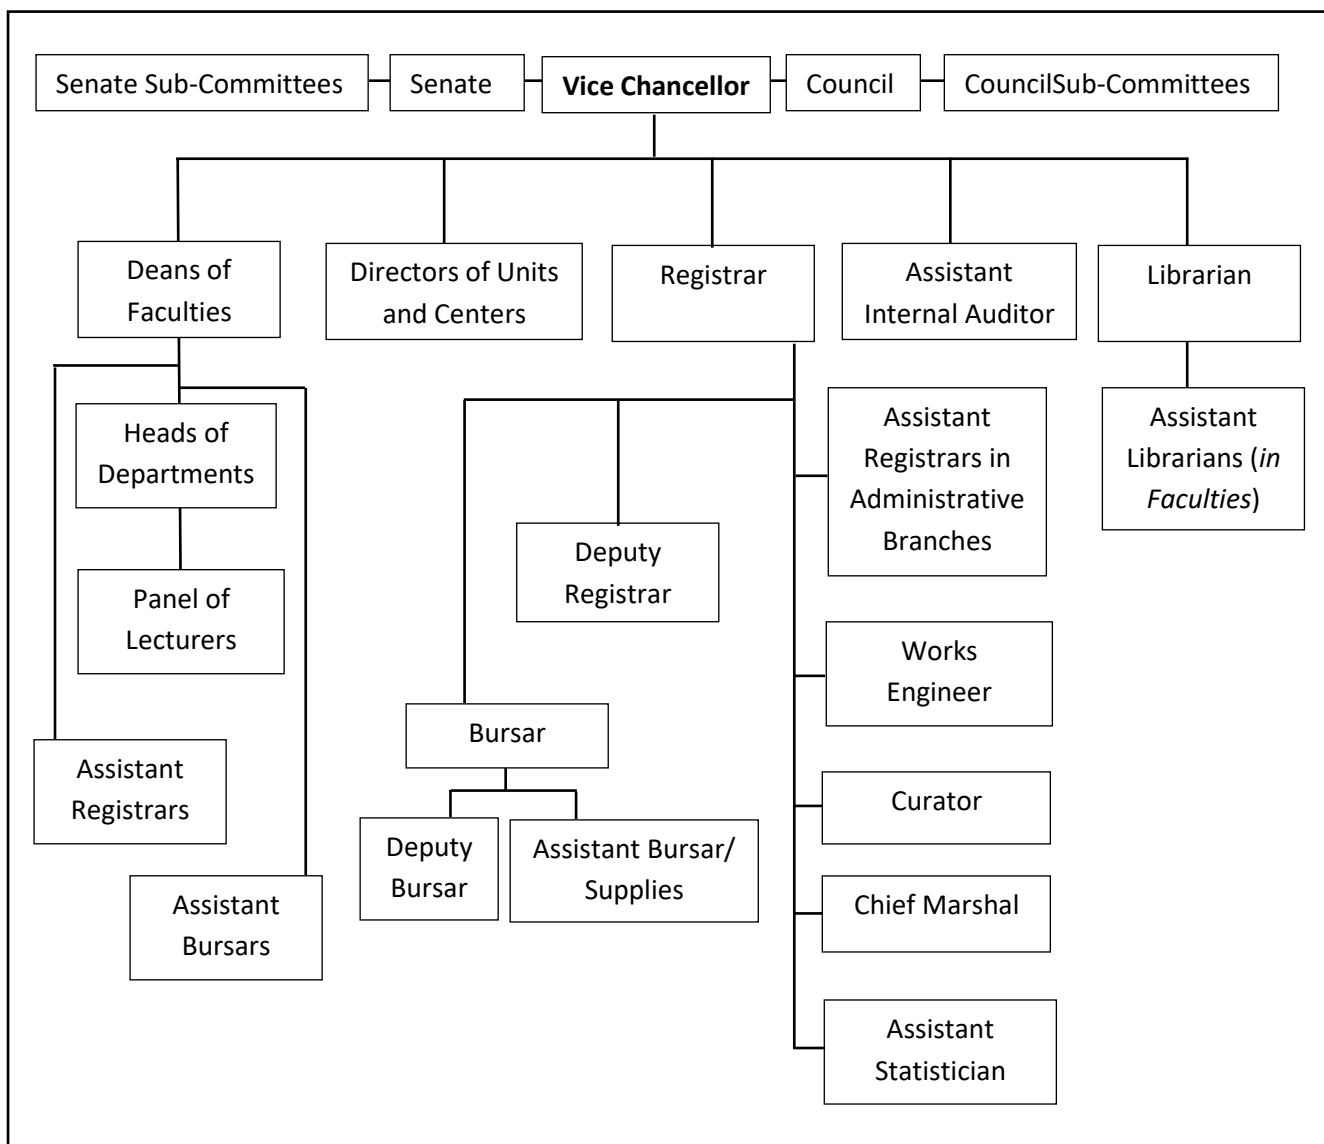 Senate Sub-Committees
Senate
Vice Chancellor
Council
CouncilSub-Committees
Deans of
Faculties
Directors of Units
and Centers
Registrar
Assistant
Internal Auditor
Librarian
Heads of
Departments
Assistant
Registrars in
Administrative
Branches
Assistant
Librarians (in
Faculties)
Deputy
Registrar
Panel of
Lecturers
Works
Engineer
Bursar
Assistant
Registrars
Curator
Deputy
Bursar
Assistant Bursar/
Supplies
Assistant
Bursars
Chief Marshal
Assistant
Statistician